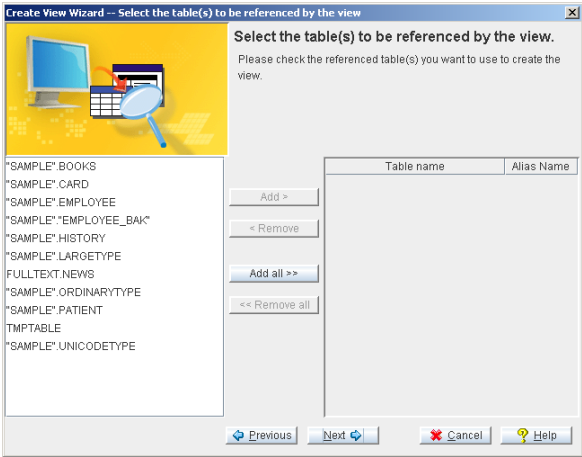 Create View Wizard -- Select the table(s) to be referenced by the view
Select the table(s) to be referenced by the view.
Please check the referenced table(s) you want to use to create the
view.
"SAMPLE".BOOKS
"SAMPLE".CARD
"SAMPLE".EMPLOYEE
"SAMPLE"."EMPLOYEE_BAK"
"SAMPLE".HISTORY
"SAMPLE".LARGETYPE
FULLTEXT.NEWS
"SAMPLE".ORDINARYTYPE
"SAMPLE".PATIENT
TMPTABLE
"SAMPLE".UNICODETYPE
Add >
< Remove
Add all >>
<< Remove all
Table name Alias Name
Previous Next Cancel Help